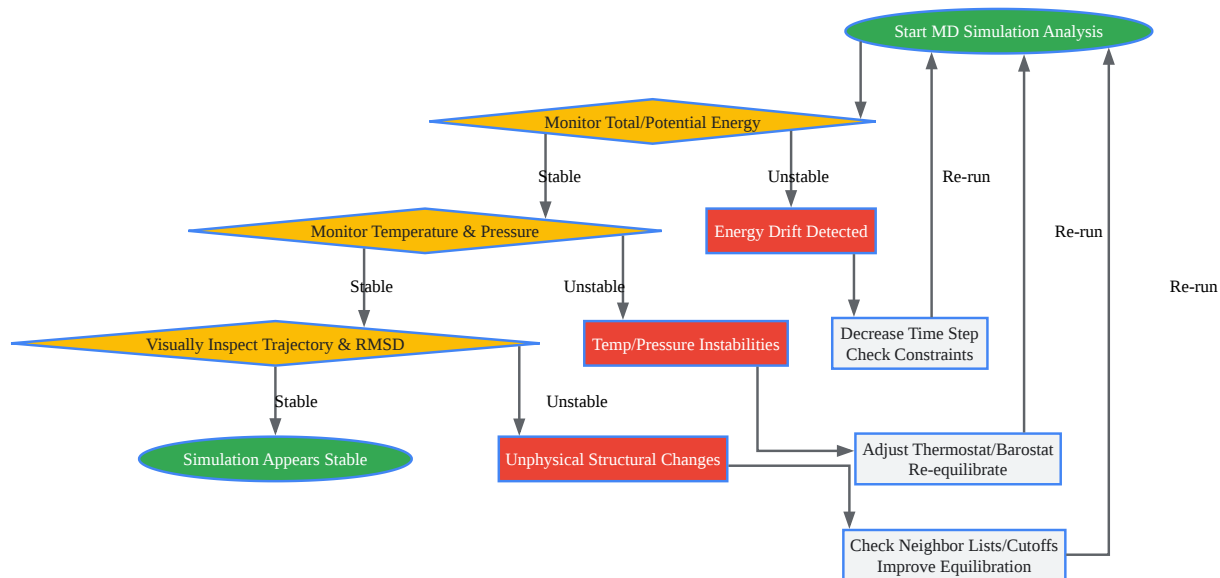 Start MD Simulation Analysis
Monitor Total/Potential Energy
Stable
Unstable
Re-run
Monitor Temperature & Pressure
Energy Drift Detected
Re-run
Stable
Unstable
Re-run
Visually Inspect Trajectory & RMSD
Temp/Pressure Instabilities
Decrease Time Step
Check Constraints
Stable
Unstable
Simulation Appears Stable
Unphysical Structural Changes
Adjust Thermostat/Barostat
Re-equilibrate
Check Neighbor Lists/Cutoffs
Improve Equilibration